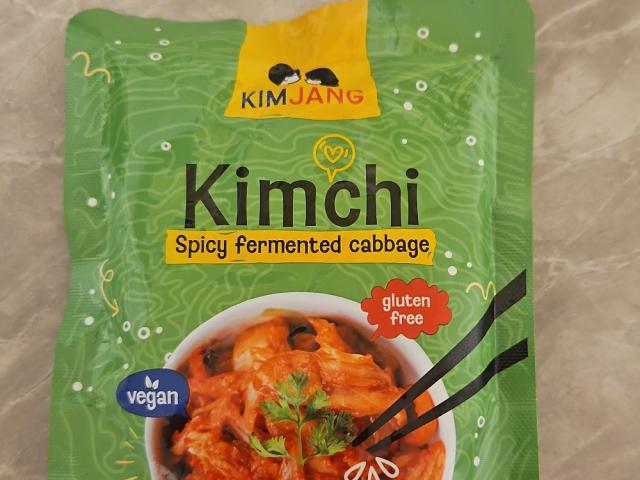 KIMJANG
Kimchi
Spicy fermented cabbage
gluten
free
vegan